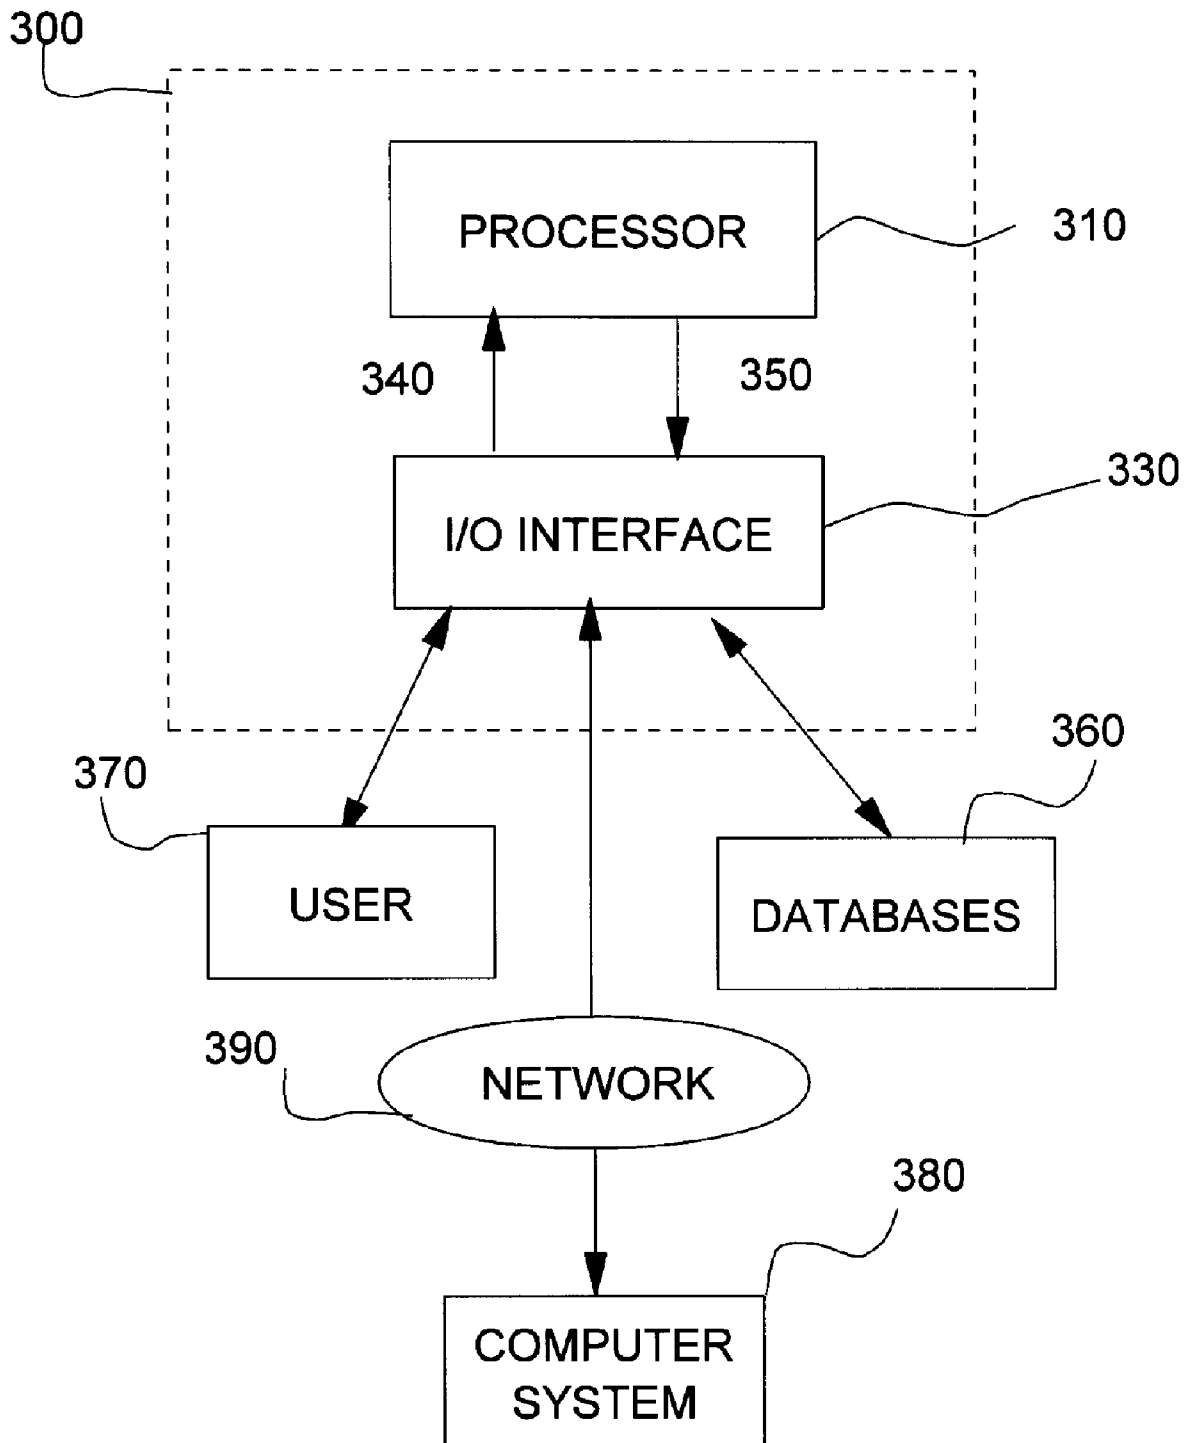 300
PROCESSOR
310
340
350
330
I/O INTERFACE
360
370
USER
DATABASES
390
NETWORK
380
COMPUTER
SYSTEM